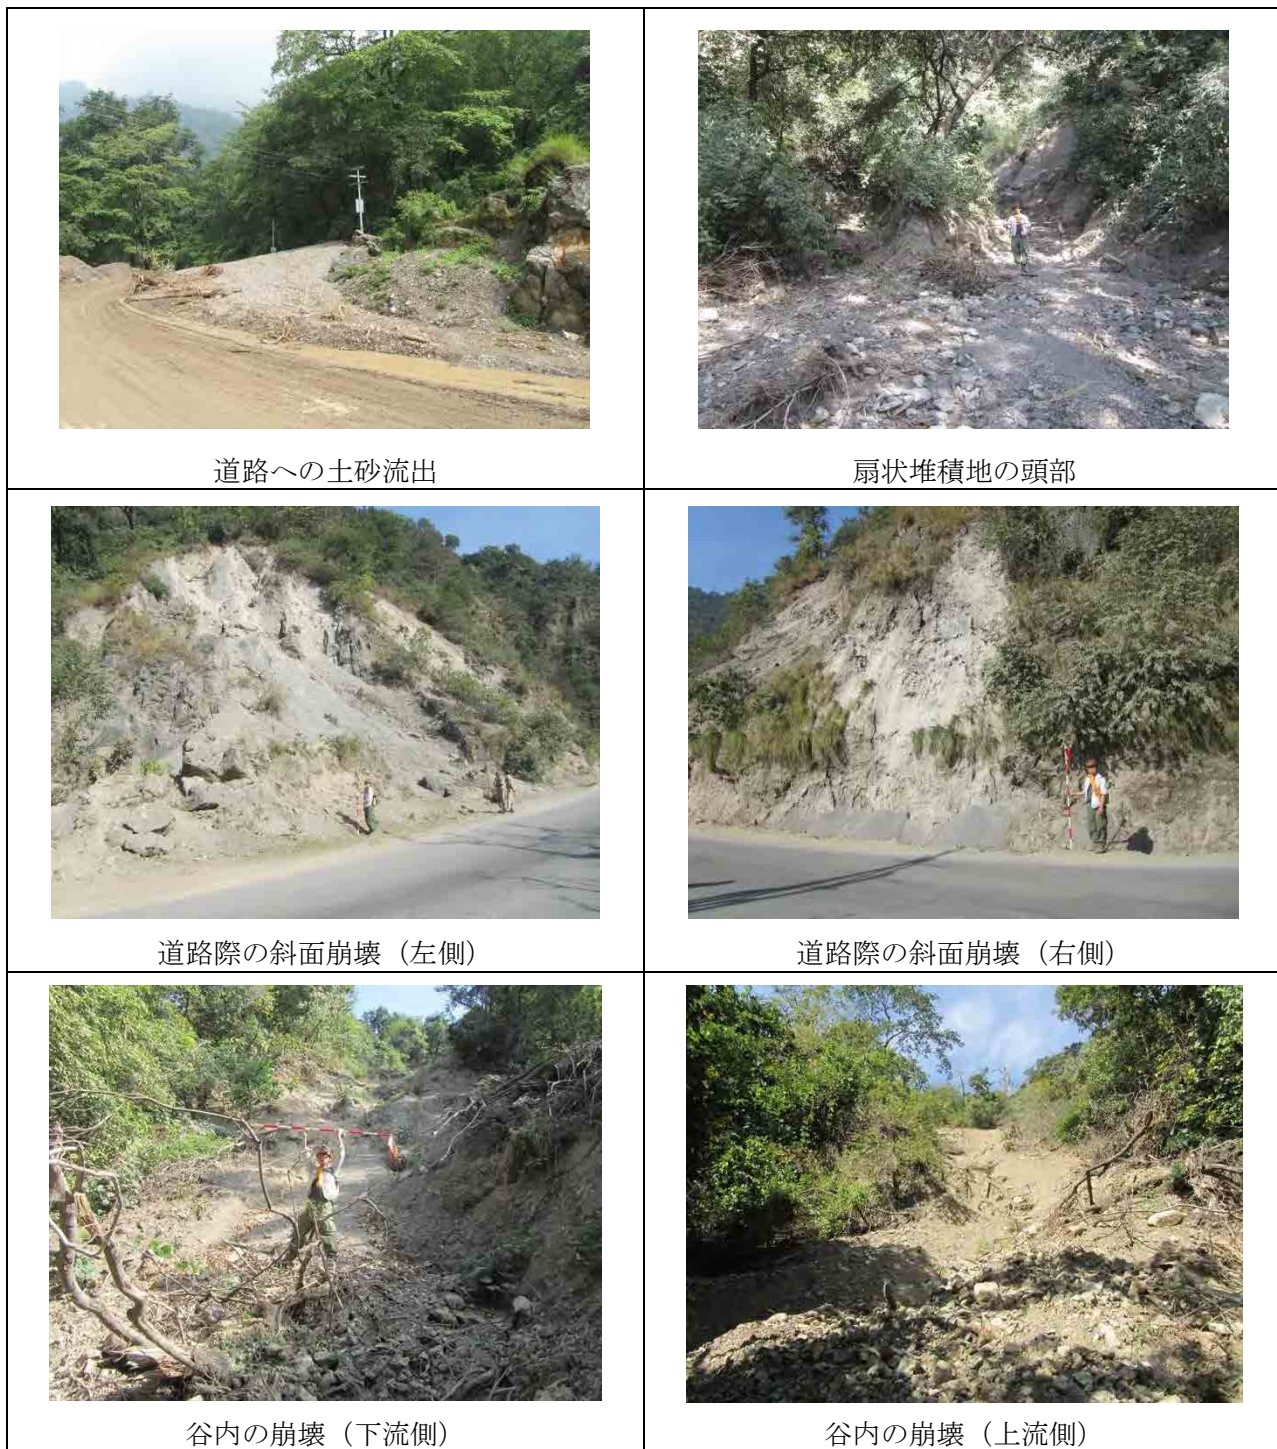 道路への土砂流出
扇状堆積地の頭部
道路際の斜面崩壊（左側）
道路際の斜面崩壊（右側）
谷内の崩壊（下流側）
谷内の崩壊（上流側）